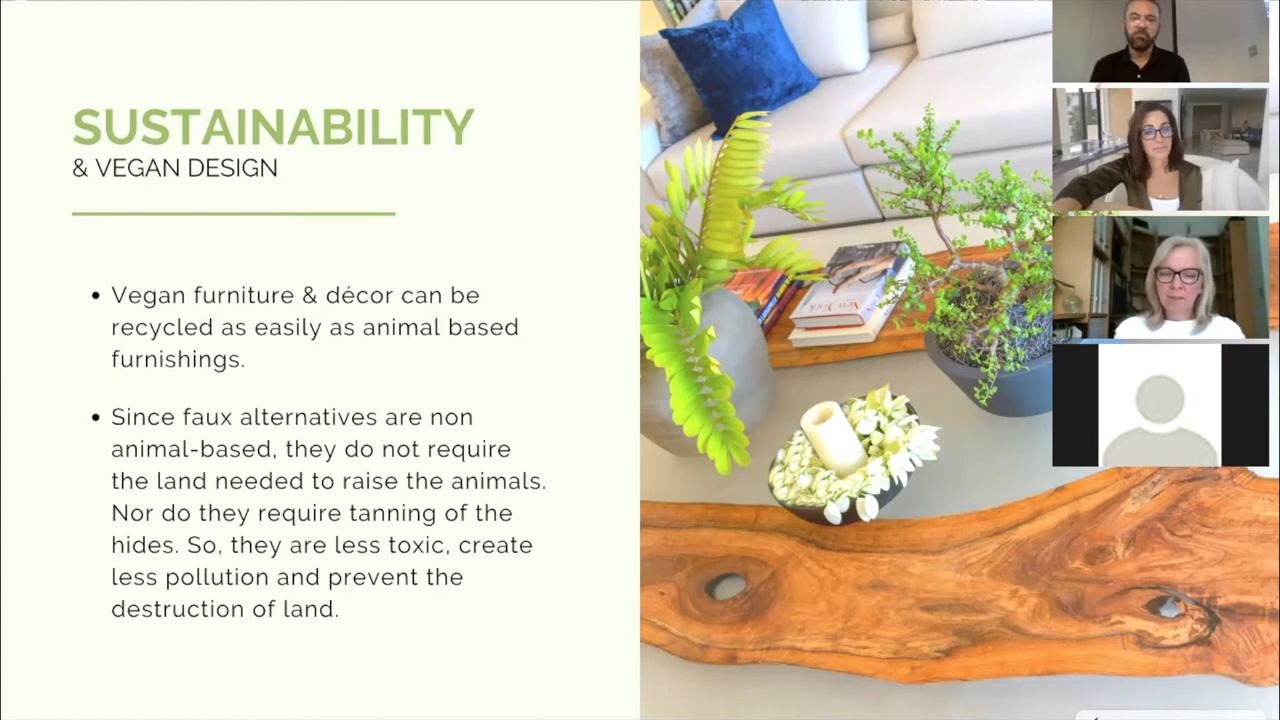 SUSTAINABILITY
& VEGAN DESIGN
• Vegan furniture & décor can be
recycled as easily as animal based
furnishings.
• Since faux alternatives are non
animal-based, they do not require
the land needed to raise the animals.
Nor do they require tanning of the
hides. So, they are less toxic, create
less pollution and prevent the
destruction of land.
New York